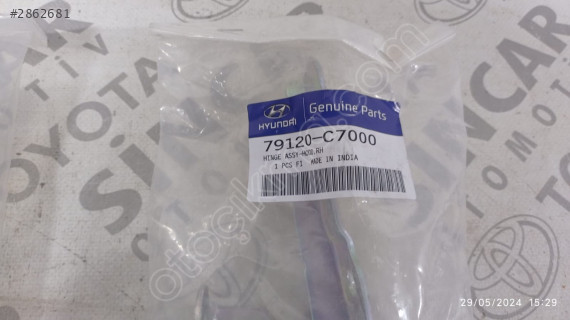 #2862681
HYUNDAI
Genuine Parts
79120-C7000
HINGE ASSY-HOOD,RH
1 PCS PI MADE IN INDIA
TOYOTA
SİNCAR
OTOMOTİV
29/05/2024 15:29